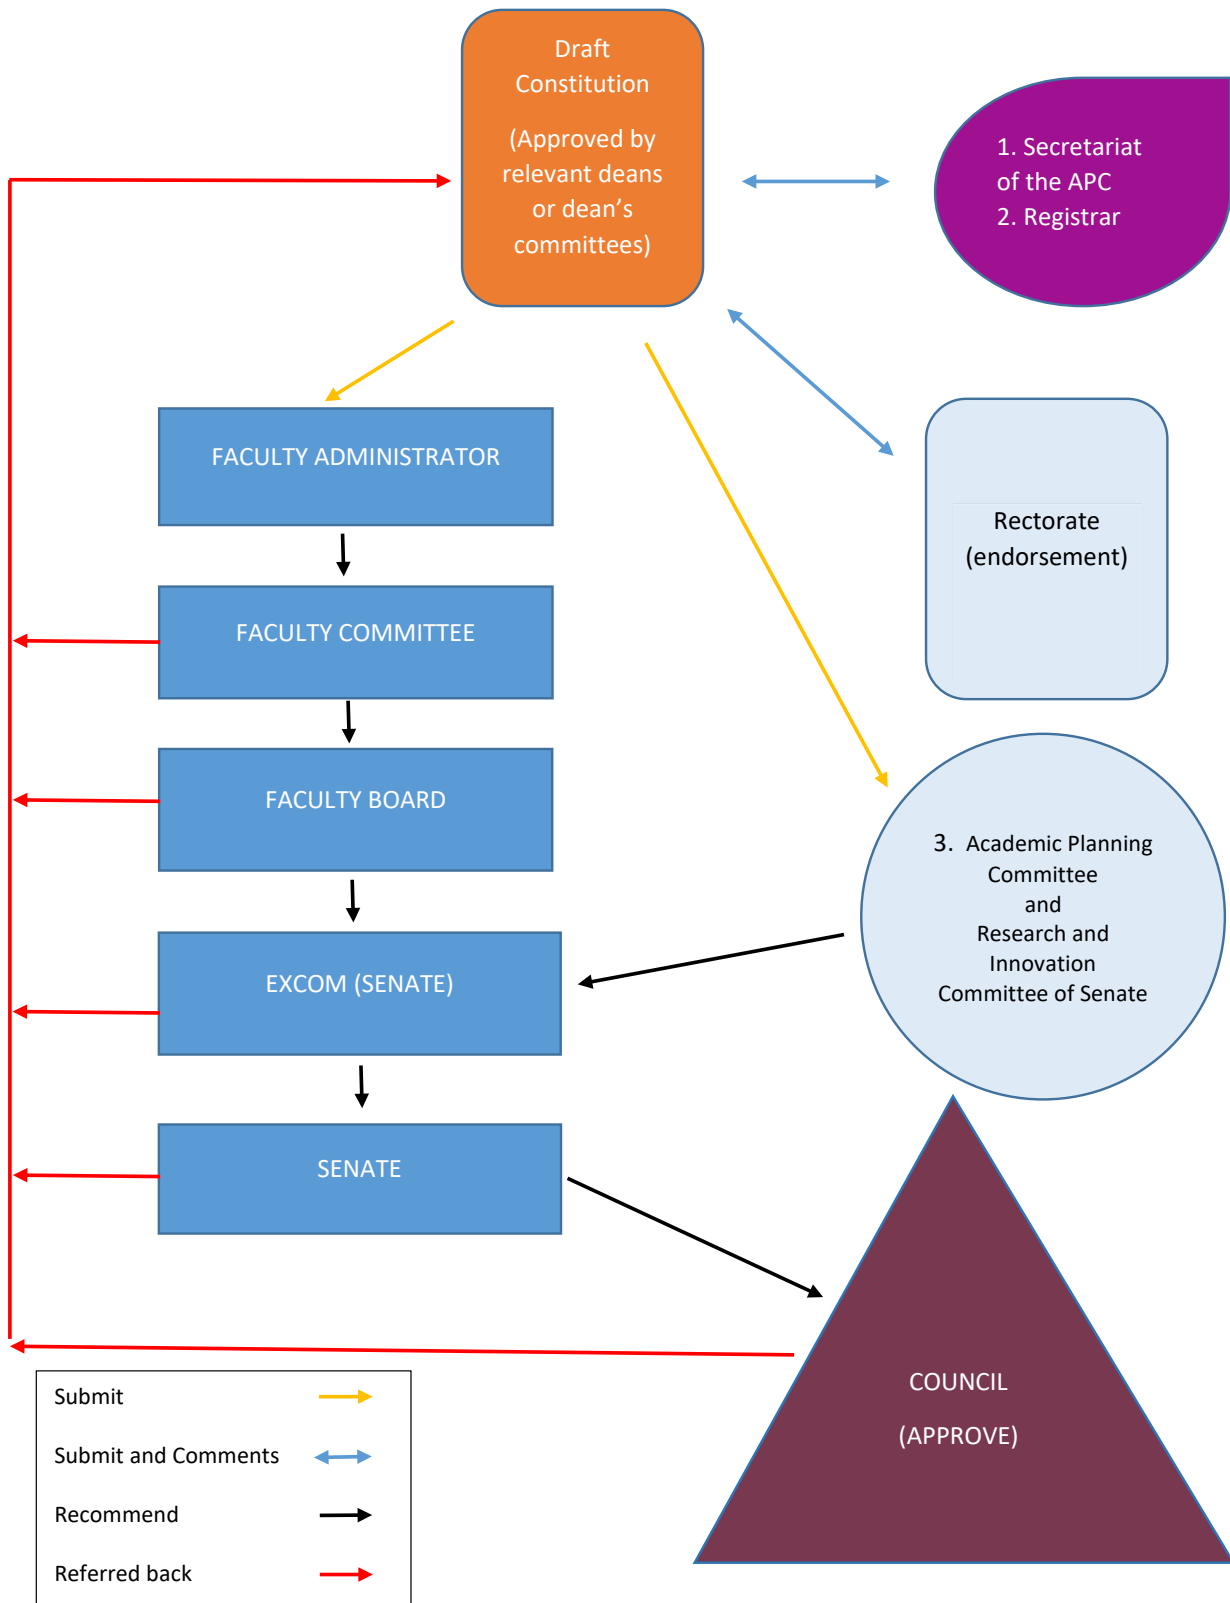 Draft
Constitution
(Approved by
relevant deans
or dean’s
committees)
1. Secretariat
of the APC
2. Registrar
FACULTY ADMINISTRATOR
Rectorate
(endorsement)
FACULTY COMMITTEE
FACULTY BOARD
3. Academic Planning
Committee
and
Research and
Innovation
Committee of Senate
EXCOM (SENATE)
SENATE
COUNCIL
(APPROVE)
Submit
Submit and Comments
Recommend
Referred back